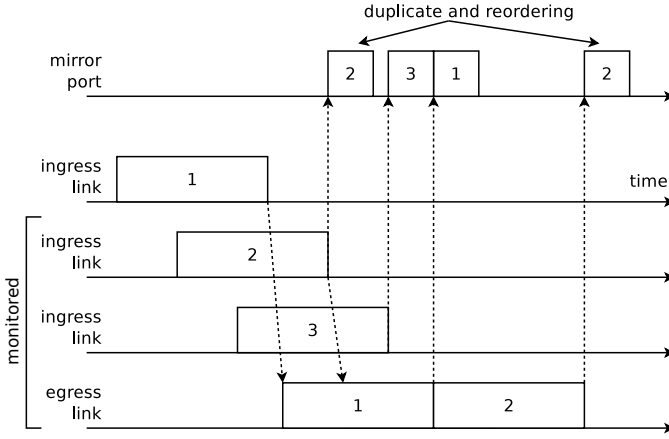 duplicate and reordering
mirror
port
2
3
1
2
ingress
link
1
time
ingress
link
2
ingress
link
3
monitored
egress
link
1
2